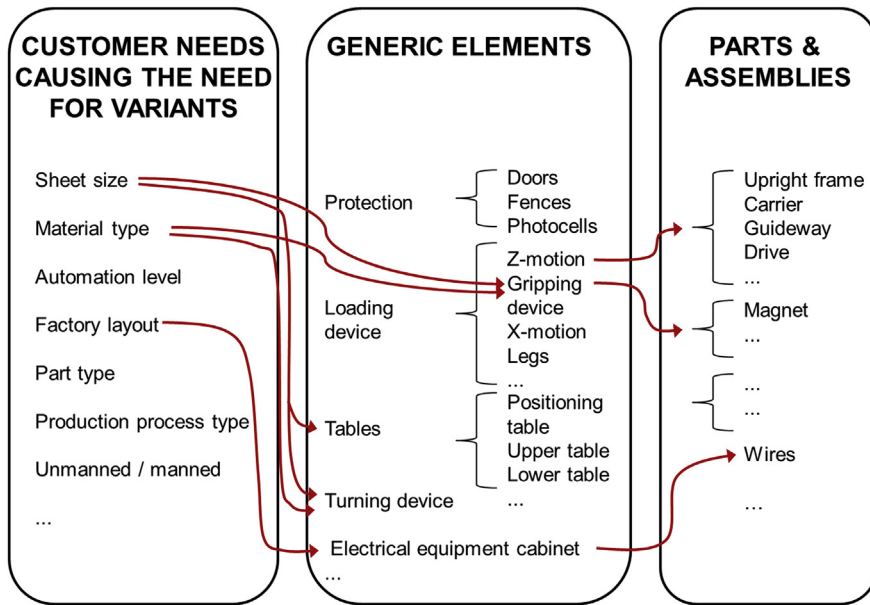 CUSTOMER NEEDS
CAUSING THE NEED
FOR VARIANTS
Sheet size
Material type
Automation level
Factory layout
Part type
Production process type
Unmanned / manned
...
GENERIC ELEMENTS
Protection
Doors
Fences
Photocells
Loading
device
Z-motion
Gripping
device
X-motion
Legs
...
Tables
Positioning
table
Upper table
Lower table
...
Turning device
Electrical equipment cabinet
...
PARTS &
ASSEMBLIES
Upright frame
Carrier
Guideway
Drive
...
Magnet
...
...
...
Wires
...